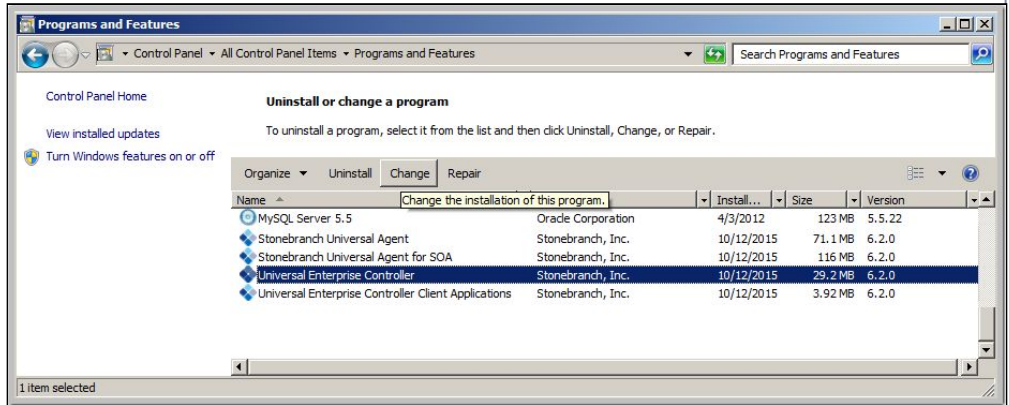 Programs and Features
Control Panel All Control Panel Items Programs and Features Search Programs and Features
Control Panel Home
Uninstall or change a program
View installed updates
To uninstall a program, select it from the list and then click Uninstall, Change, or Repair.
Turn Windows features on or off
Organize Uninstall Change Repair
Change the installation of this program.
Name Install... Size Version
MySQL Server 5.5 Oracle Corporation 4/3/2012 123 MB 5.5.22
Stonebranch Universal Agent Stonebranch, Inc. 10/12/2015 71.1 MB 6.2.0
Stonebranch Universal Agent for SOA Stonebranch, Inc. 10/12/2015 116 MB 6.2.0
Universal Enterprise Controller Stonebranch, Inc. 10/12/2015 29.2 MB 6.2.0
Universal Enterprise Controller Client Applications Stonebranch, Inc. 10/12/2015 3.92 MB 6.2.0
1 item selected